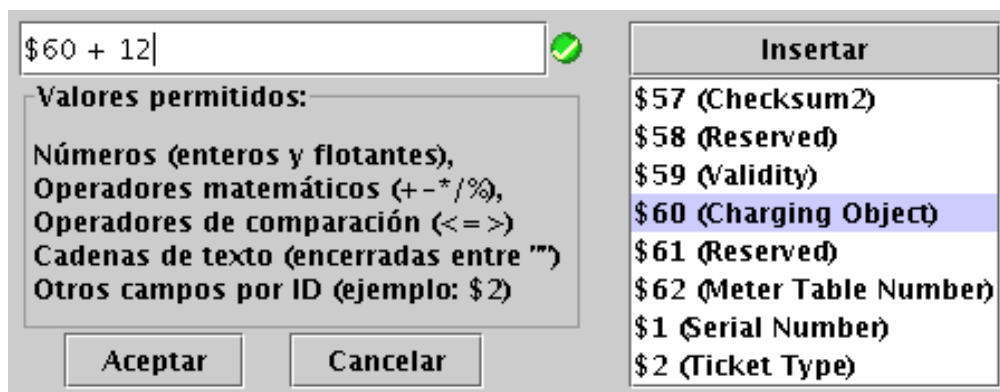 $60 + 12
Valores permitidos:
Números (enteros y flotantes),
Operadores matemáticos (+-*/%),
Operadores de comparación (<=>)
Cadenas de texto (encerradas entre "")
Otros campos por ID (ejemplo: $2)
Aceptar
Cancelar
Insertar
$57 (Checksum2)
$58 (Reserved)
$59 (Validity)
$60 (Charging Object)
$61 (Reserved)
$62 (Meter Table Number)
$1 (Serial Number)
$2 (Ticket Type)